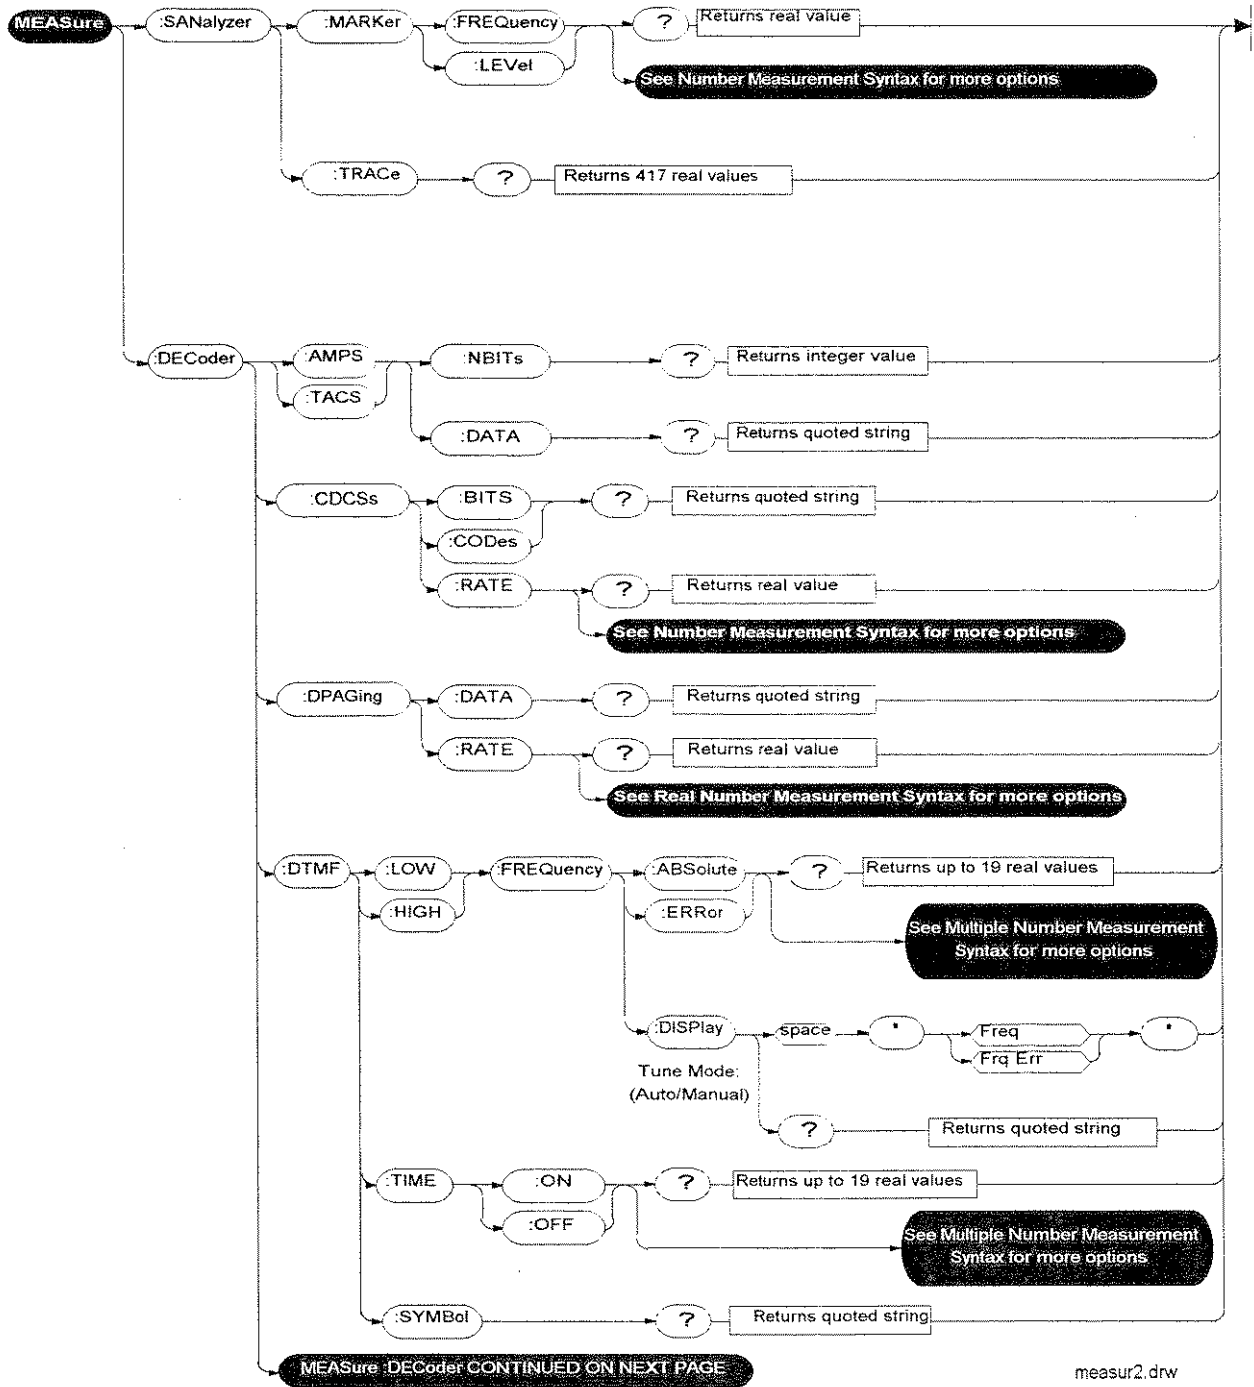 MEASure :SANalyzer :MARKer :FREQuency ? Returns real value
:LEVel
See Number Measurement Syntax for more options
:TRACe ? Returns 417 real values
:DECoder :AMPS :NBITs ? Returns integer value
:TACS
:DATA ? Returns quoted string
:CDCSs :BITS ? Returns quoted string
:CODes
:RATE ? Returns real value
See Number Measurement Syntax for more options
:DPAGing :DATA ? Returns quoted string
:RATE ? Returns real value
See Real Number Measurement Syntax for more options
:DTMF :LOW :FREQuency :ABSolute ? Returns up to 19 real values
:HIGH :ERRor
See Multiple Number Measurement
Syntax for more options
:DISPlay space ' Freq '
Frq Err
Tune Mode:
(Auto/Manual)
? Returns quoted string
:TIME :ON ? Returns up to 19 real values
:OFF
See Multiple Number Measurement
Syntax for more options
:SYMBol ? Returns quoted string
MEASure :DECoder CONTINUED ON NEXT PAGE
measur2.drw